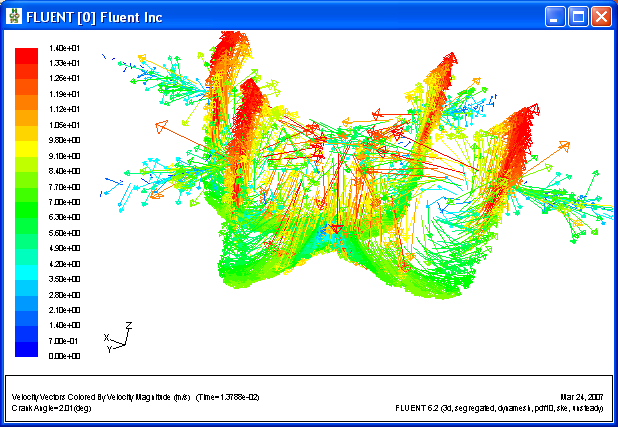 FLUENT [0] Fluent Inc
1.40e+01
1.33e+01
1.26e+01
1.19e+01
1.12e+01
1.05e+01
9.80e+00
9.10e+00
8.40e+00
7.70e+00
7.00e+00
6.30e+00
5.60e+00
4.90e+00
4.20e+00
3.50e+00
2.80e+00
2.10e+00
1.40e+00
7.00e-01
0.00e+00
Z
X
Y
Velocity Vectors Colored By Velocity Magnitude (m/s) (Time=1.3788e-02)
Mar 24, 2007
Crank Angle=2.01(deg)
FLUENT 6.2 (3d, segregated, dynamesh, pdf10, ske, unsteady)